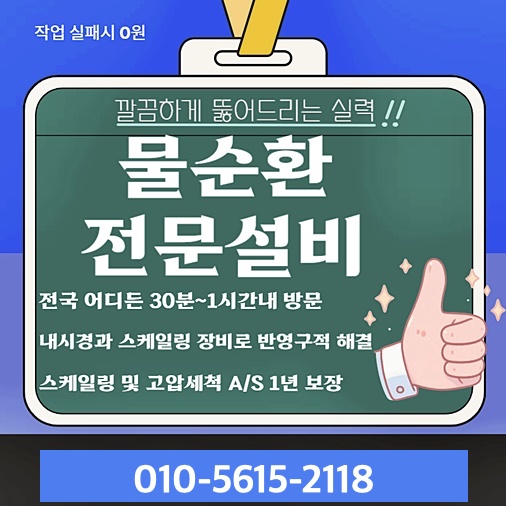 작업 실패시 0원
깔끔하게 뚫어드리는 실력!!
물순환
전문설비
전국 어디든 30분~1시간내 방문
내시경과 스케일링 장비로 반영구적 해결
스케일링 및 고압세척 A/S 1년 보장
010-5615-2118